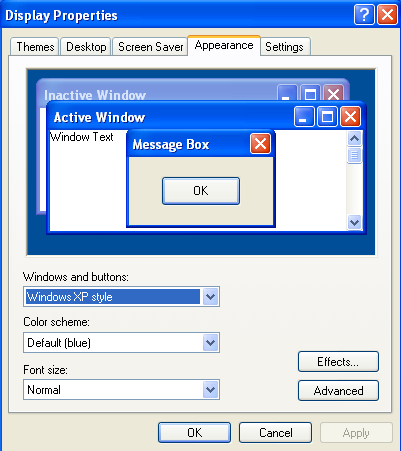 Display Properties
Themes Desktop Screen Saver Appearance Settings
Inactive Window
Active Window
Window Text
Message Box
OK
Windows and buttons:
Windows XP style
Color scheme:
Default (blue)
Effects...
Font size:
Normal
Advanced
OK Cancel Apply